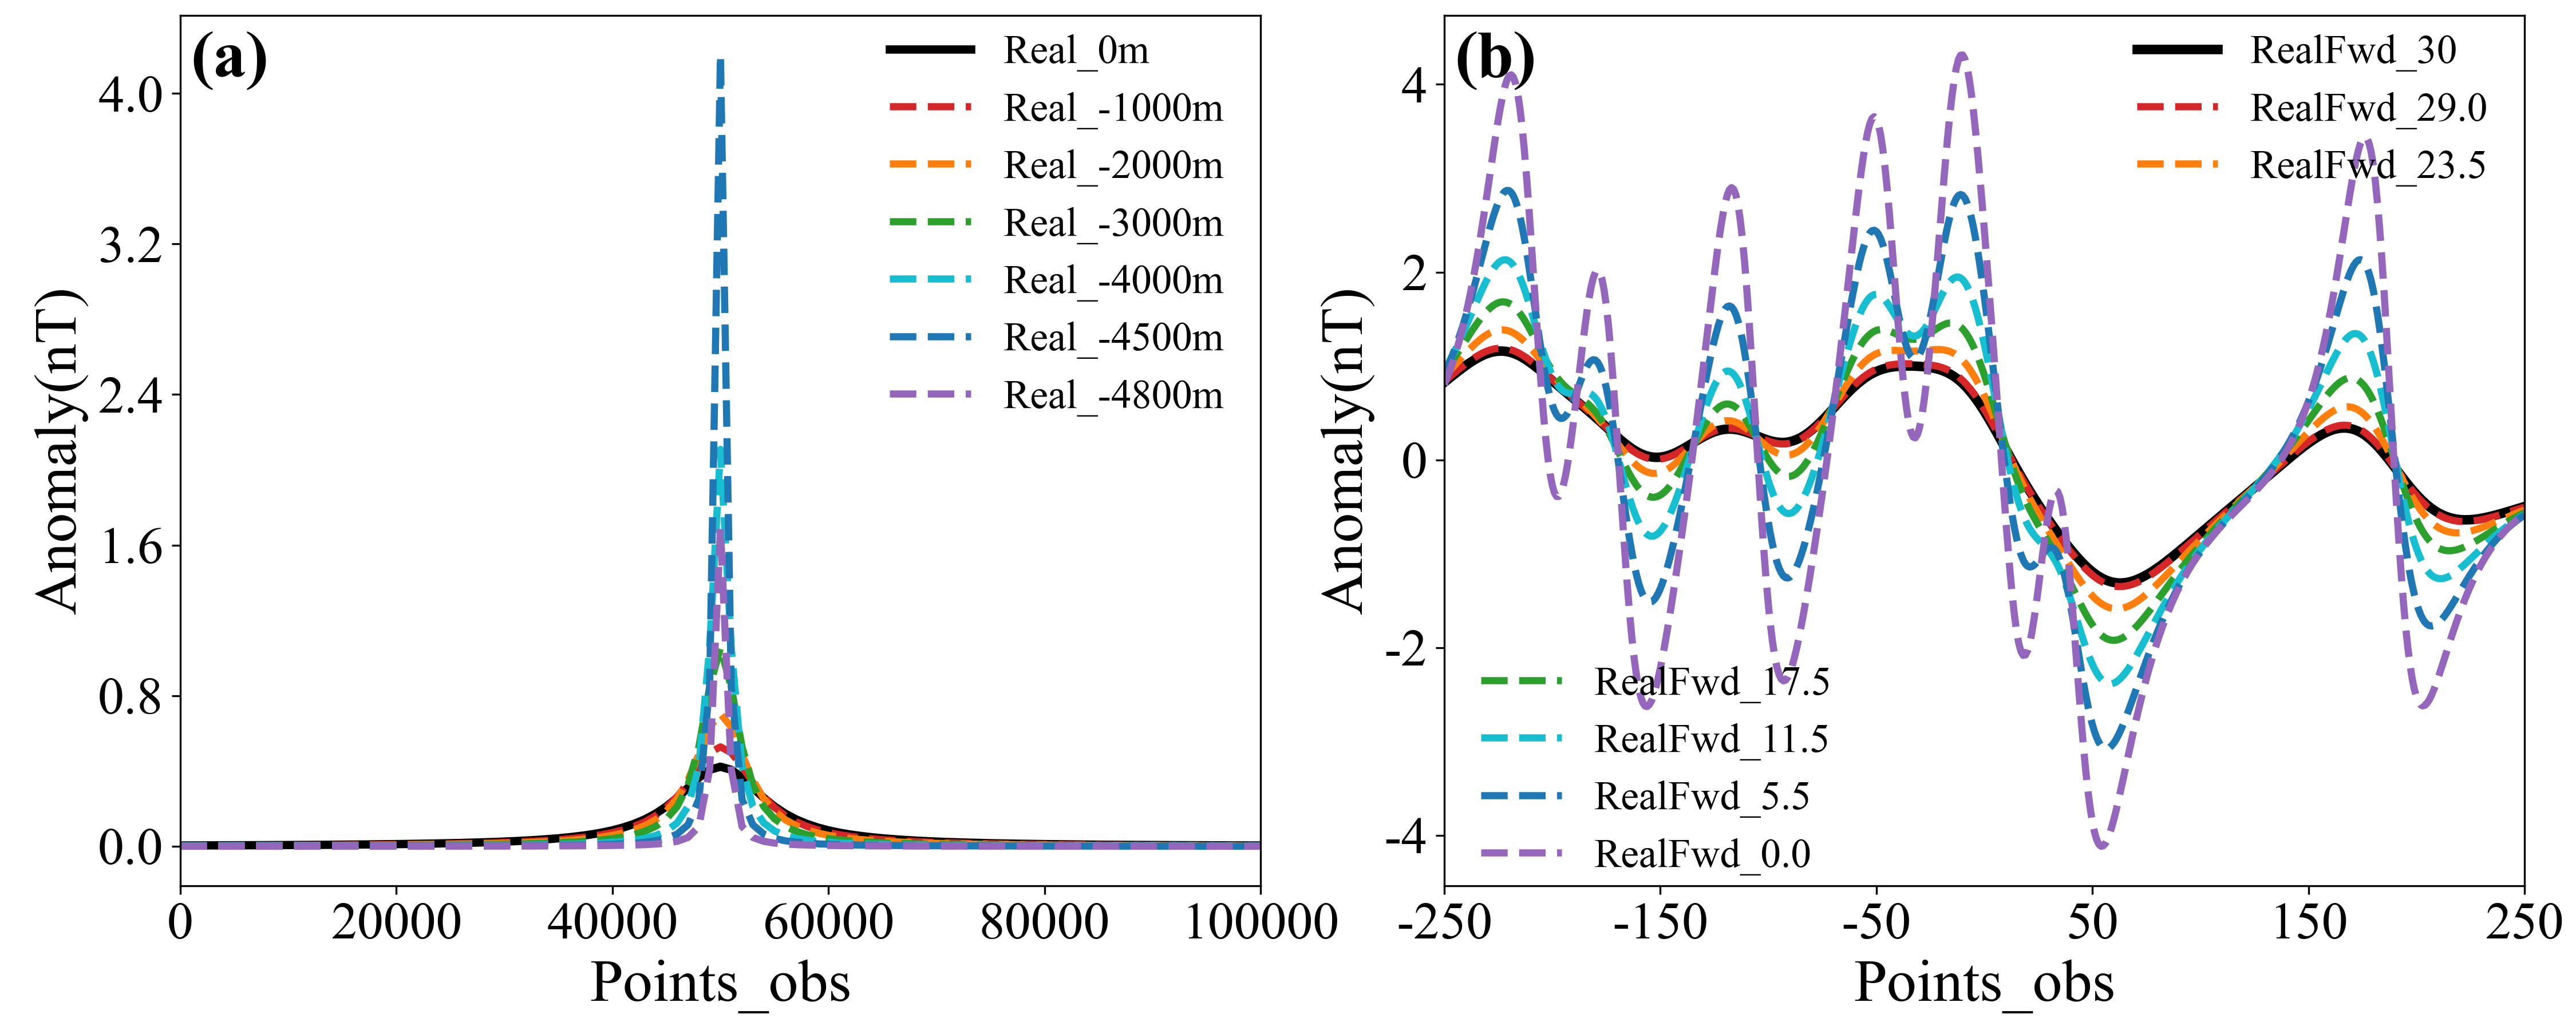 (a)
Real_0m
Real_-1000m
Real_-2000m
Real_-3000m
Real_-4000m
Real_-4500m
Real_-4800m
4.0
3.2
2.4
1.6
0.8
0.0
Anomaly(nT)
0 20000 40000 60000 80000 100000
Points_obs
(b)
RealFwd_30
RealFwd_29.0
RealFwd_23.5
RealFwd_17.5
RealFwd_11.5
RealFwd_5.5
RealFwd_0.0
4
2
0
-2
-4
Anomaly(nT)
-250 -150 -50 50 150 250
Points_obs